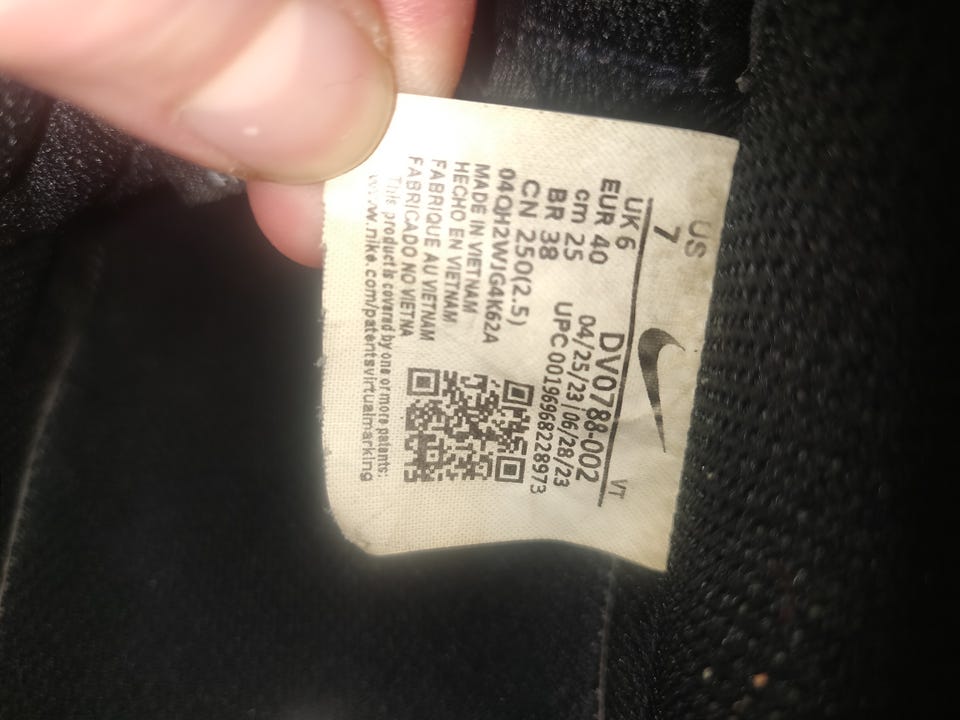 US
7
VT
UK 6
EUR 40
cm 25
BR 38
CN 250(2.5)
DV0788-002
04/25/23|06/28/23
UPC 00196968228973
04QH2WJG4K62A
MADE IN VIETNAM
HECHO EN VIETNAM
FABRIQUE AU VIETNAM
FABRICADO NO VIETNA
This product is covered by one or more patents:
www.nike.com/patentsvirtualmarking